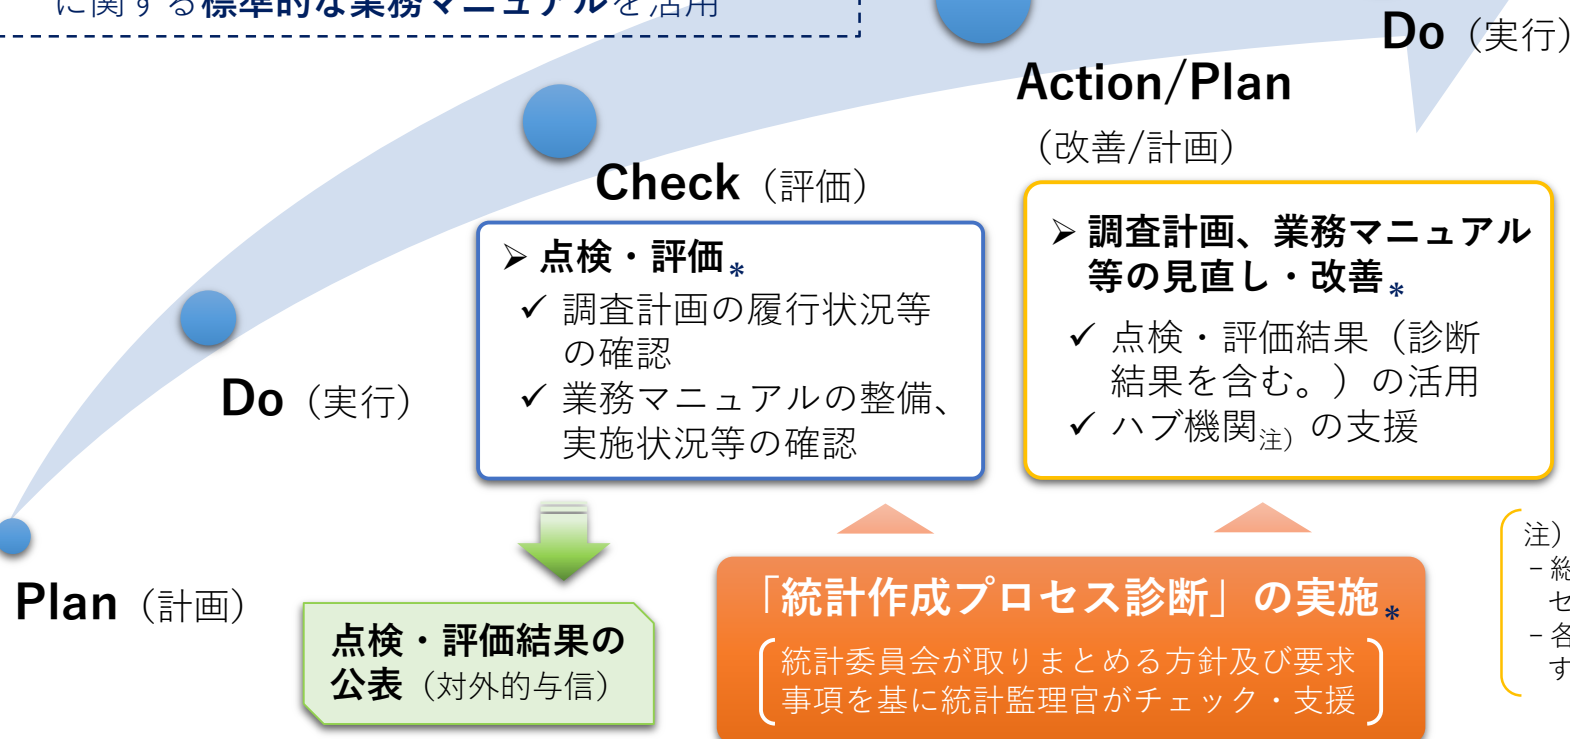 に関する標準的な業務マニュアルを活用
Do（実行）
Action/Plan
（改善/計画）
Check（評価）
➢ 調査計画、業務マニュアル
等の見直し・改善*
✓ 点検・評価結果（診断
結果を含む。）の活用
✓ ハブ機関注）の支援
➢ 点検・評価*
✓ 調査計画の履行状況等
の確認
✓ 業務マニュアルの整備、
実施状況等の確認
Do（実行）
Plan（計画）
点検・評価結果の
公表（対外的与信）
「統計作成プロセス診断」の実施*
統計委員会が取りまとめる方針及び要求
事項を基に統計監理官がチェック・支援
注）
－総
セ
－各
す